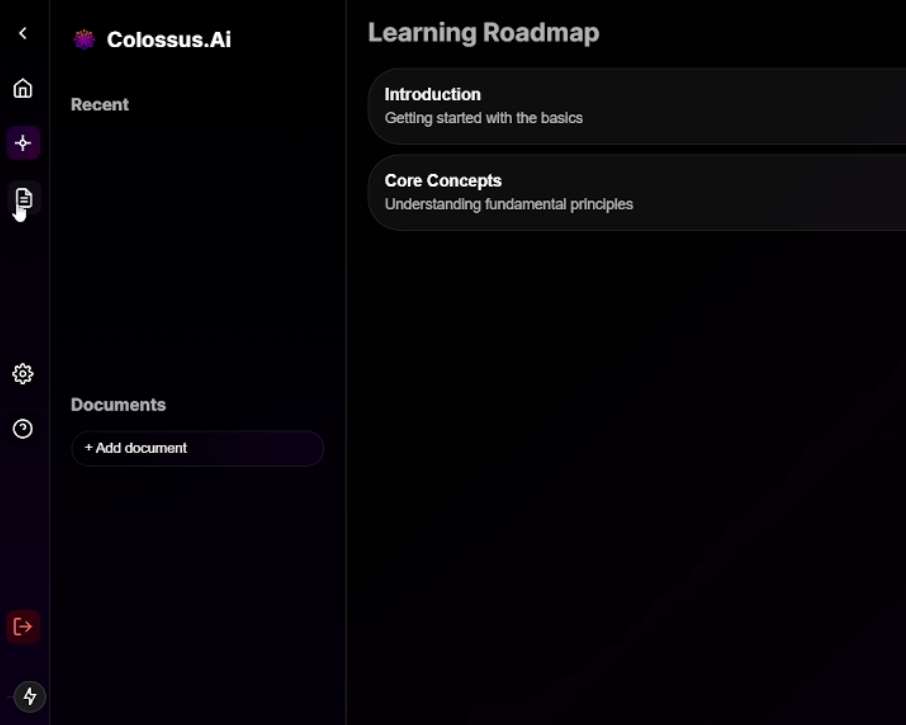 Colossus.Ai
Recent
Documents
+ Add document
Learning Roadmap
Introduction
Getting started with the basics
Core Concepts
Understanding fundamental principles